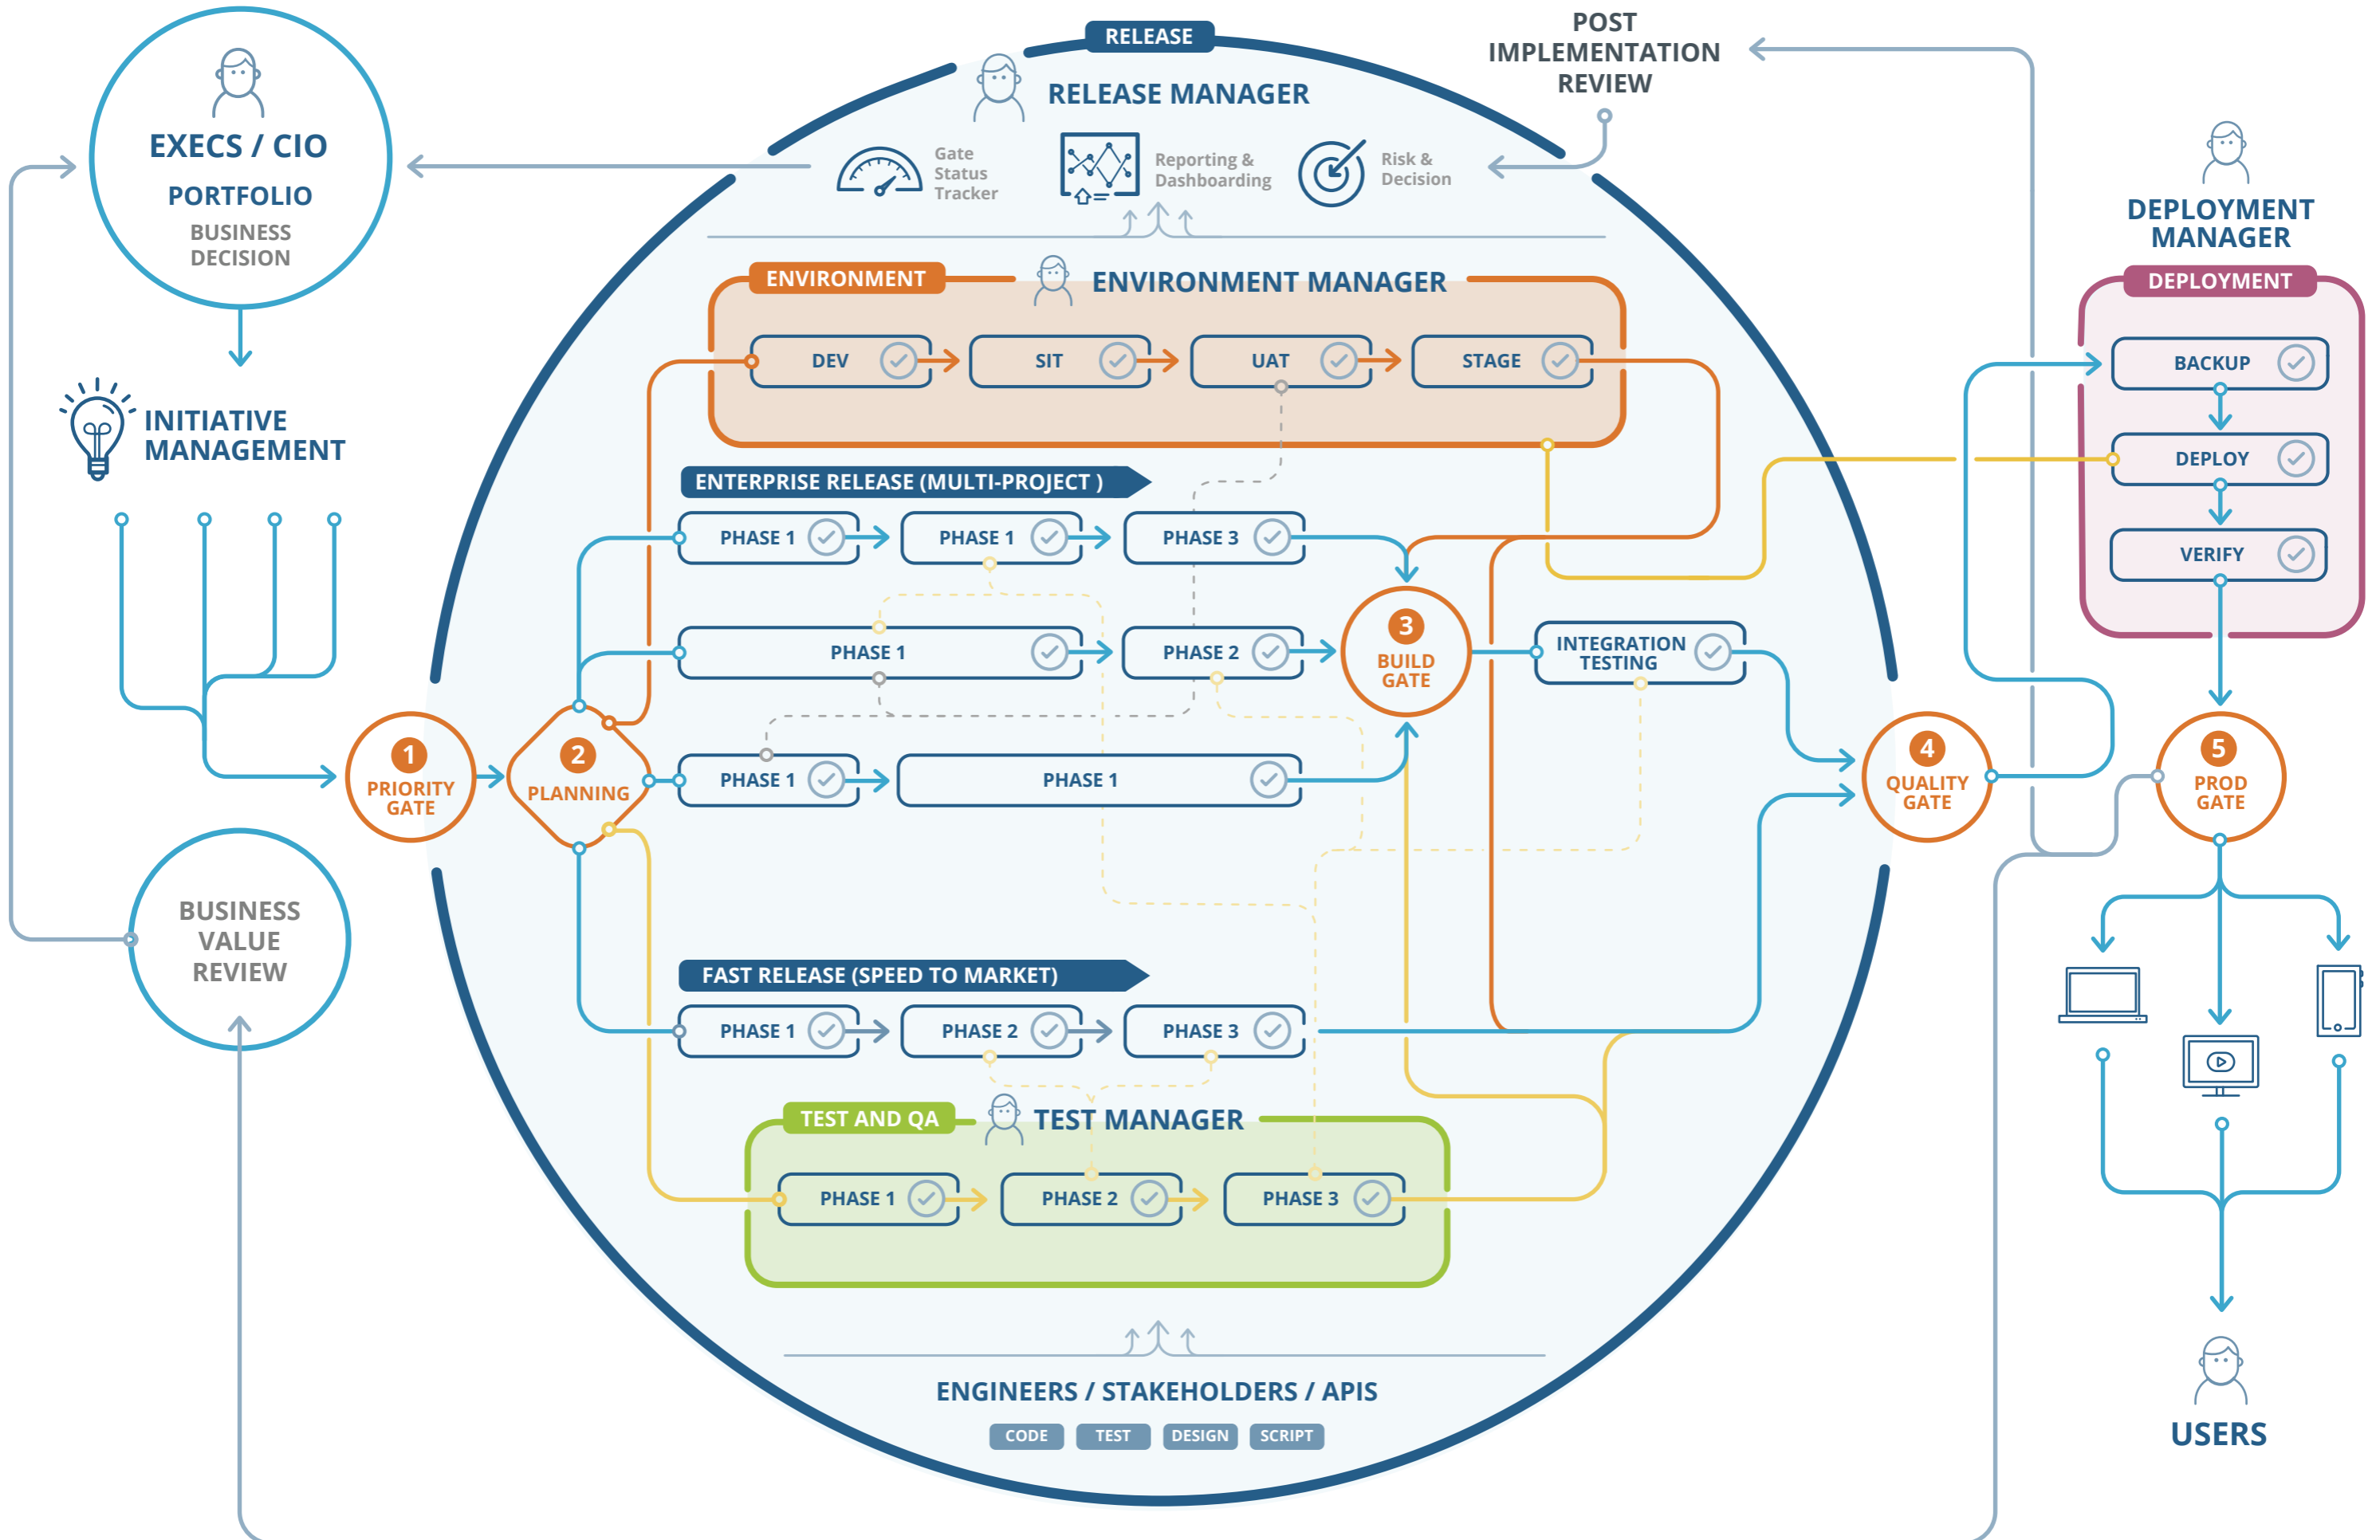 EXECS / CIO
PORTFOLIO
BUSINESS
DECISION
INITIATIVE
MANAGEMENT
1
PRIORITY
GATE
BUSINESS
VALUE
REVIEW
RELEASE
RELEASE MANAGER
Gate
Status
Tracker
Reporting &
Dashboarding
Risk &
Decision
POST
IMPLEMENTATION
REVIEW
ENVIRONMENT
ENVIRONMENT MANAGER
DEV
SIT
UAT
STAGE
ENTERPRISE RELEASE (MULTI-PROJECT )
PHASE 1
PHASE 1
PHASE 3
PHASE 1
PHASE 2
2
PLANNING
PHASE 1
PHASE 1
3
BUILD
GATE
INTEGRATION
TESTING
FAST RELEASE (SPEED TO MARKET)
PHASE 1
PHASE 2
PHASE 3
TEST AND QA
TEST MANAGER
PHASE 1
PHASE 2
PHASE 3
ENGINEERS / STAKEHOLDERS / APIS
CODE
TEST
DESIGN
SCRIPT
4
QUALITY
GATE
DEPLOYMENT
MANAGER
DEPLOYMENT
BACKUP
DEPLOY
VERIFY
5
PROD
GATE
USERS